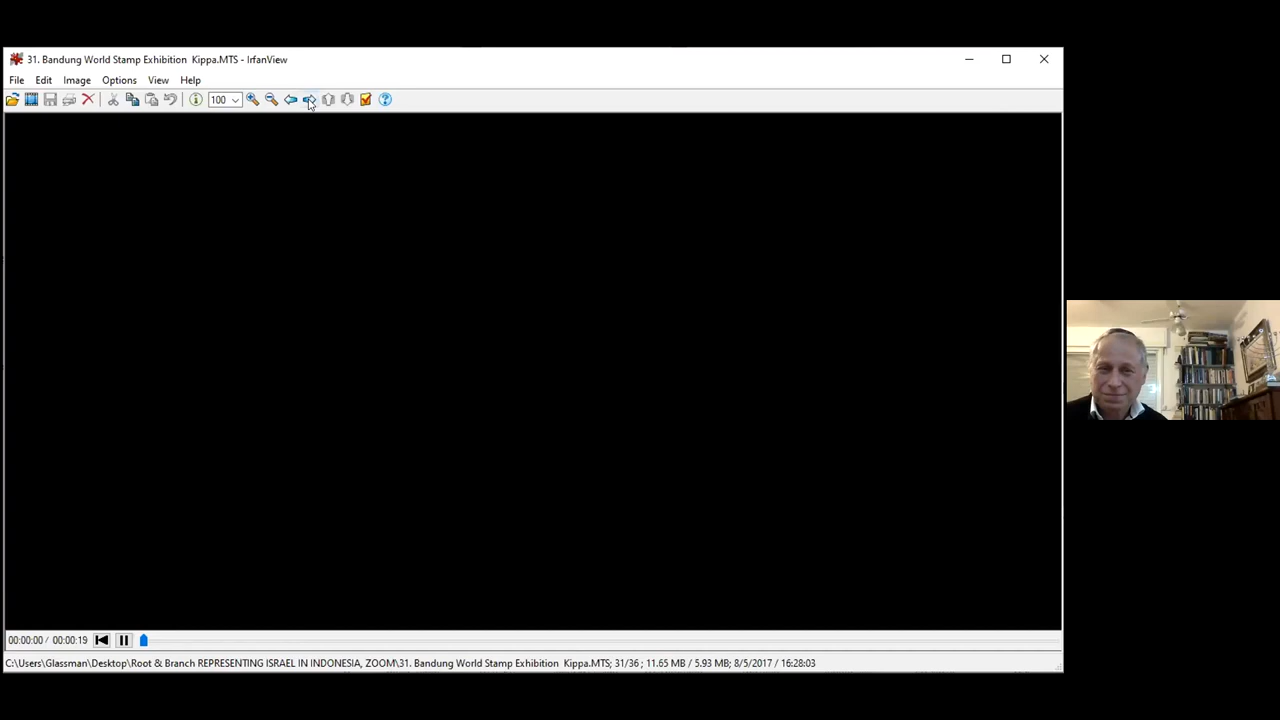 31. Bandung World Stamp Exhibition  Kippa.MTS - IrfanView
File Edit Image Options View Help
100
00:00:00 / 00:00:19
C:\Users\Glassman\Desktop\Root & Branch REPRESENTING ISRAEL IN INDONESIA, ZOOM\31. Bandung World Stamp Exhibition  Kippa.MTS; 31/36 ; 11.65 MB / 5.93 MB; 8/5/2017 / 16:28:03